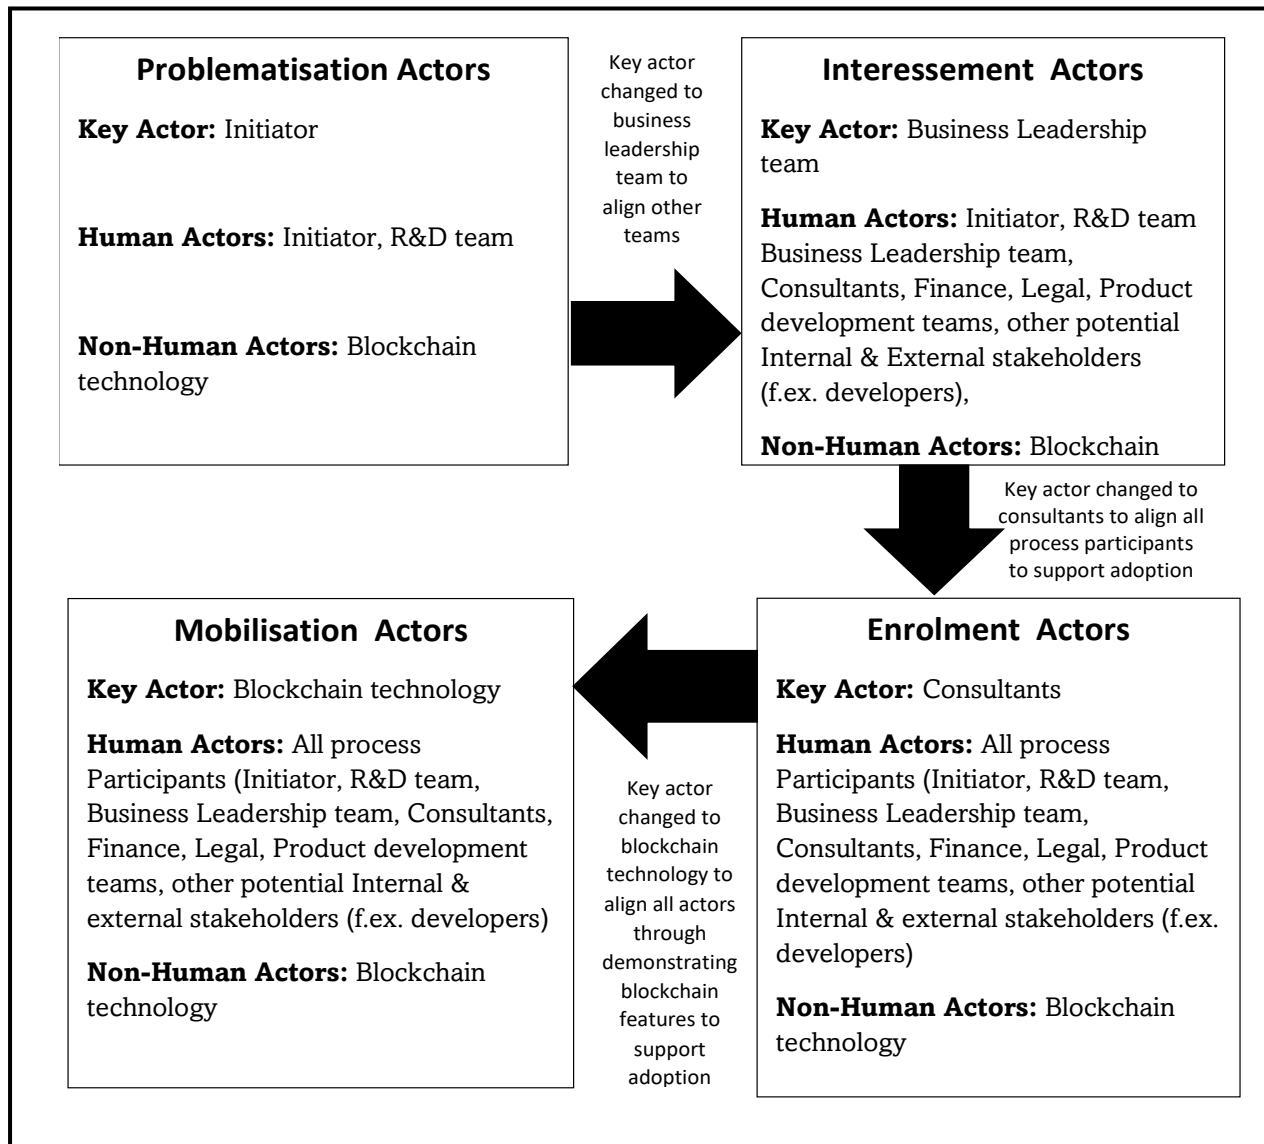 Problematisation Actors
Key Actor: Initiator
Human Actors: Initiator, R&D team
Non-Human Actors: Blockchain
technology
Key actor
changed to
business
leadership
team to
align other
teams
Interessement  Actors
Key Actor: Business Leadership
team
Human Actors: Initiator, R&D team
Business Leadership team,
Consultants, Finance, Legal, Product
development teams, other potential
Internal & External stakeholders
(f.ex. developers),
Non-Human Actors: Blockchain
Key actor changed to
consultants to align all
process participants
to support adoption
Enrolment  Actors
Key Actor: Consultants
Human Actors: All process
Participants (Initiator, R&D team,
Business Leadership team,
Consultants, Finance, Legal, Product
development teams, other potential
Internal & external stakeholders (f.ex.
developers)
Non-Human Actors: Blockchain
technology
Key actor
changed to
blockchain
technology to
align all actors
through
demonstrating
blockchain
features to
support
adoption
Mobilisation  Actors
Key Actor: Blockchain technology
Human Actors: All process
Participants (Initiator, R&D team,
Business Leadership team, Consultants,
Finance, Legal, Product development
teams, other potential Internal &
external stakeholders (f.ex. developers)
Non-Human Actors: Blockchain
technology